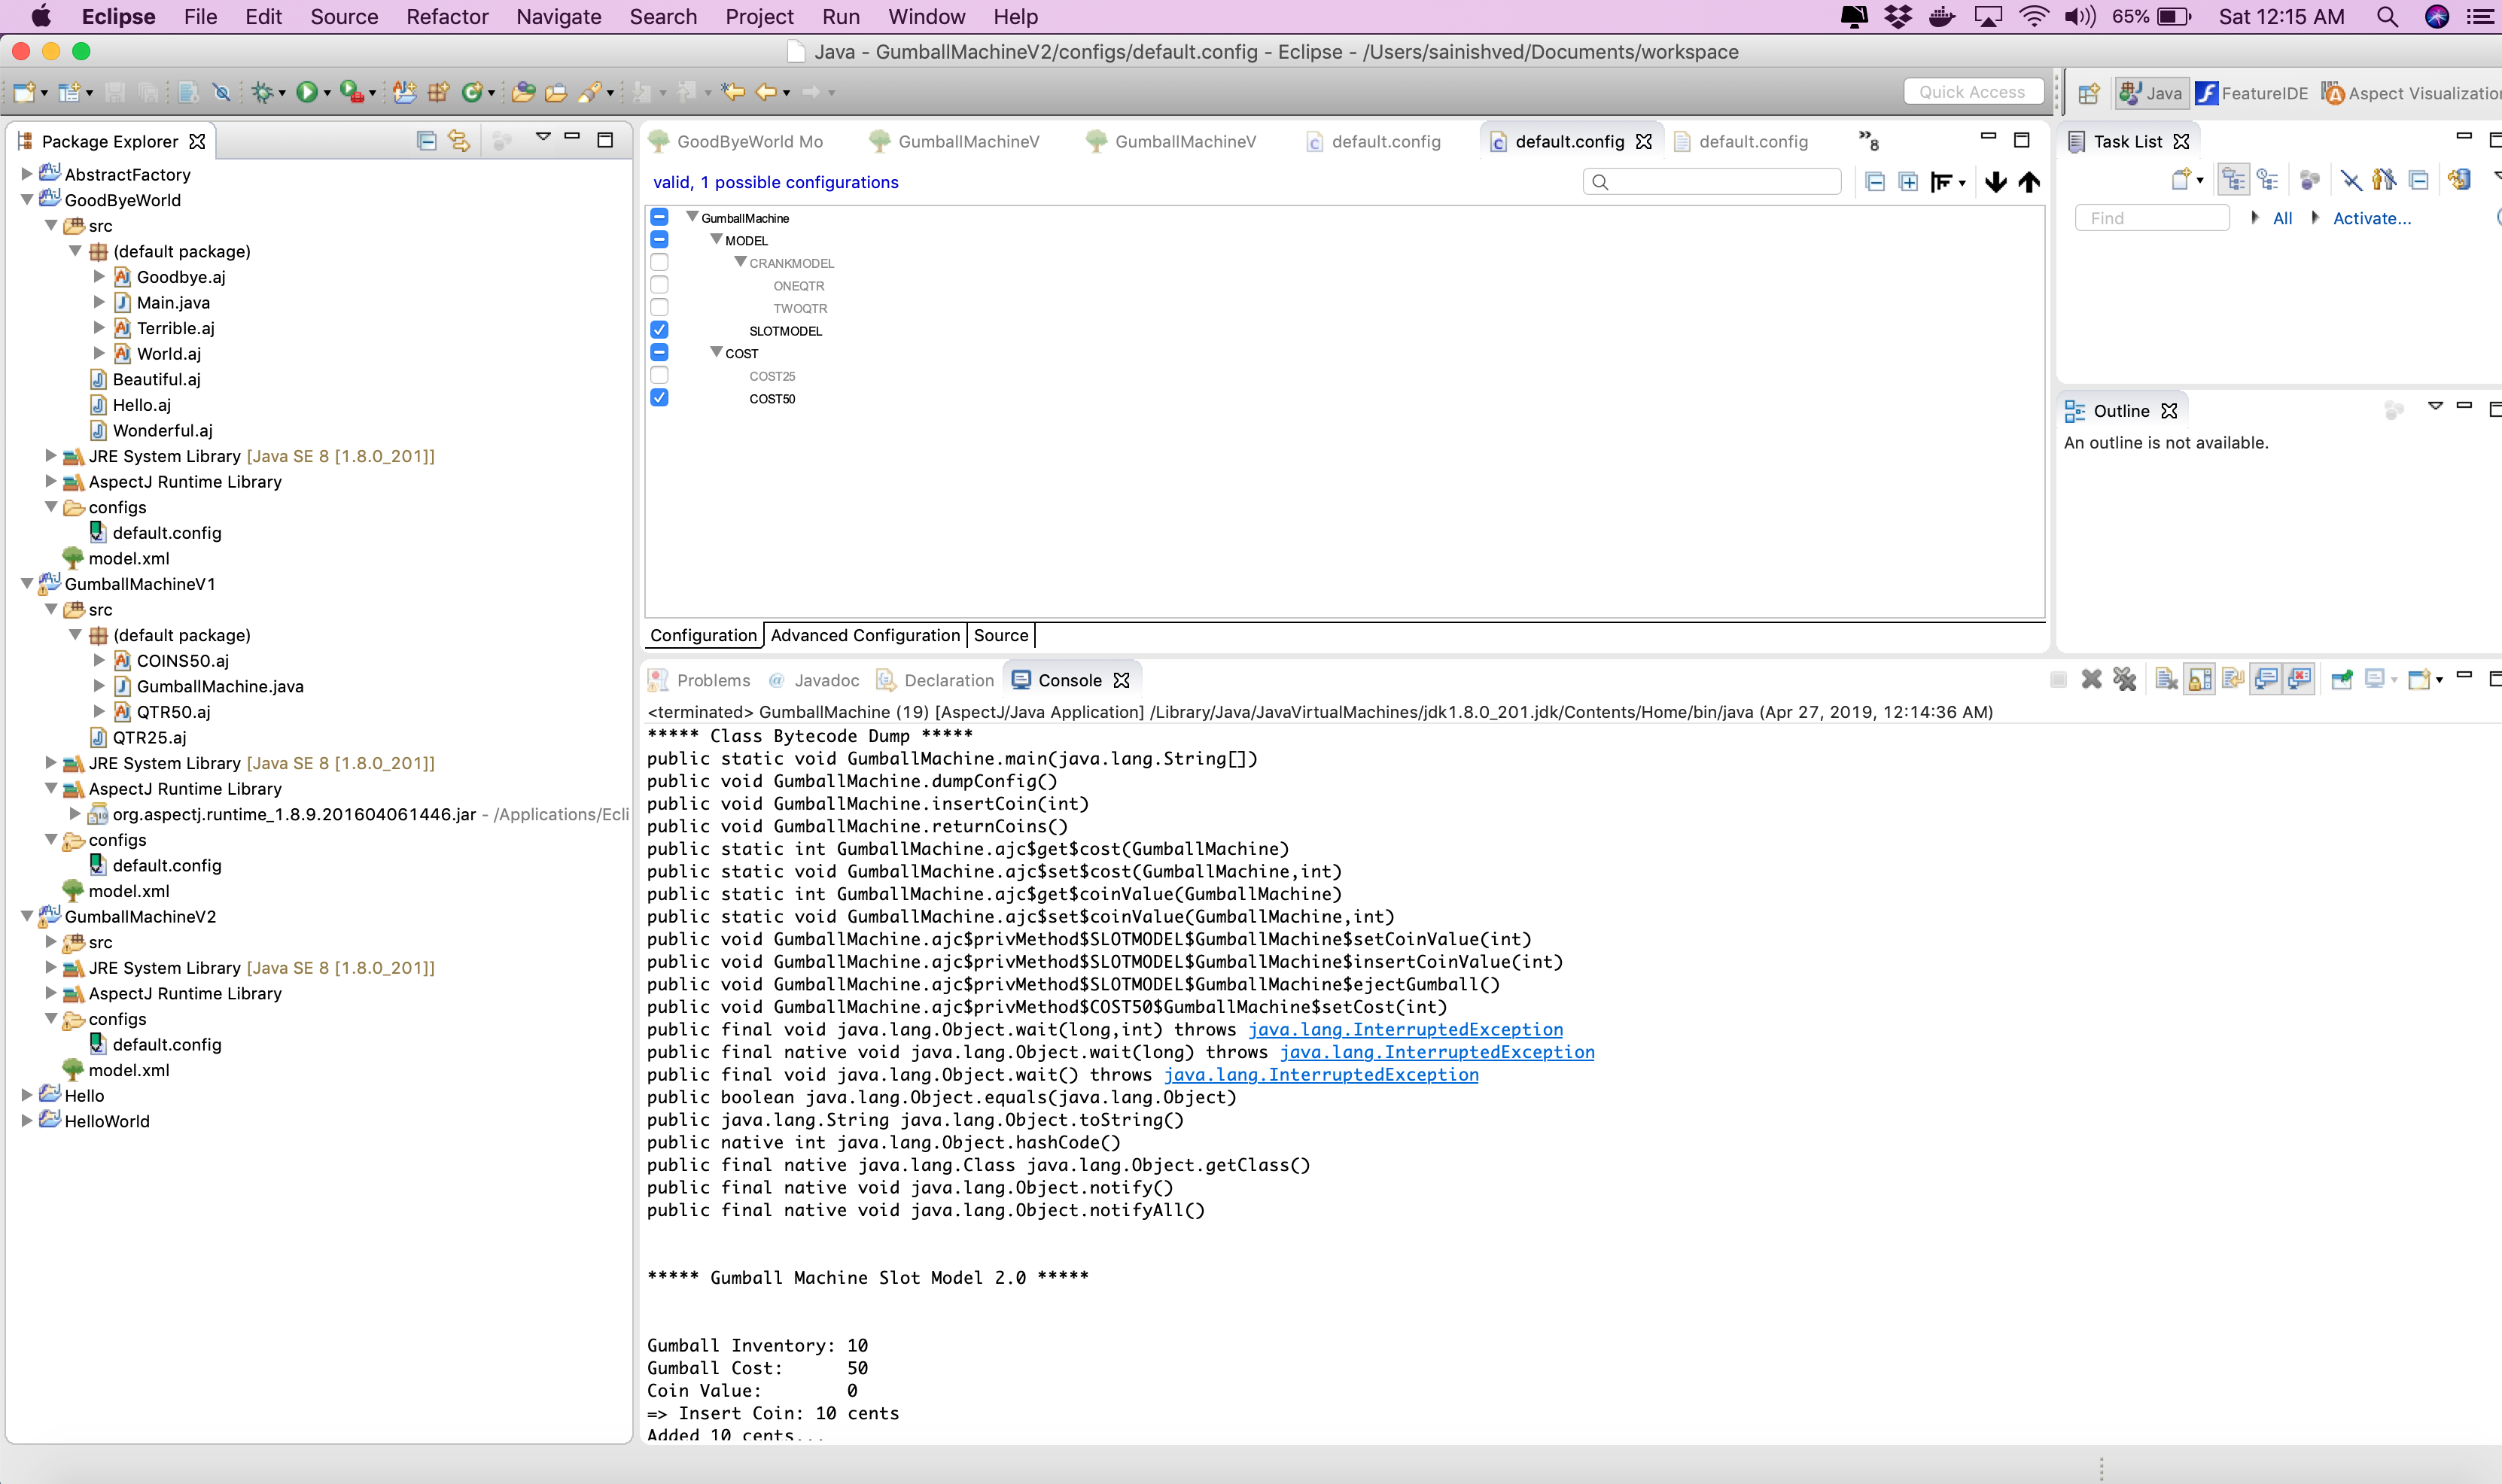 Eclipse File Edit Source Refactor Navigate Search Project Run Window Help 65% Sat 12:15 AM
Java - GumballMachineV2/configs/default.config - Eclipse - /Users/sainishved/Documents/workspace
Quick Access Java FeatureIDE Aspect Visualization
Package Explorer
AbstractFactory
GoodByeWorld
src
(default package)
Goodbye.aj
Main.java
Terrible.aj
World.aj
Beautiful.aj
Hello.aj
Wonderful.aj
JRE System Library [Java SE 8 [1.8.0_201]]
AspectJ Runtime Library
configs
default.config
model.xml
GumballMachineV1
src
(default package)
COINS50.aj
GumballMachine.java
QTR50.aj
QTR25.aj
JRE System Library [Java SE 8 [1.8.0_201]]
AspectJ Runtime Library
org.aspectj.runtime_1.8.9.201604061446.jar - /Applications/Ecli
configs
default.config
model.xml
GumballMachineV2
src
JRE System Library [Java SE 8 [1.8.0_201]]
AspectJ Runtime Library
configs
default.config
model.xml
Hello
HelloWorld
GoodByeWorld Mo GumballMachineV GumballMachineV default.config default.config default.config »8
valid, 1 possible configurations
GumballMachine
MODEL
CRANKMODEL
ONEQTR
TWOQTR
SLOTMODEL
COST
COST25
COST50
Configuration Advanced Configuration Source
Task List
Find All Activate...
Outline
An outline is not available.
Problems Javadoc Declaration Console
<terminated> GumballMachine (19) [AspectJ/Java Application] /Library/Java/JavaVirtualMachines/jdk1.8.0_201.jdk/Contents/Home/bin/java (Apr 27, 2019, 12:14:36 AM)
***** Class Bytecode Dump *****
public static void GumballMachine.main(java.lang.String[])
public void GumballMachine.dumpConfig()
public void GumballMachine.insertCoin(int)
public void GumballMachine.returnCoins()
public static int GumballMachine.ajc$get$cost(GumballMachine)
public static void GumballMachine.ajc$set$cost(GumballMachine,int)
public static int GumballMachine.ajc$get$coinValue(GumballMachine)
public static void GumballMachine.ajc$set$coinValue(GumballMachine,int)
public void GumballMachine.ajc$privMethod$SLOTMODEL$GumballMachine$setCoinValue(int)
public void GumballMachine.ajc$privMethod$SLOTMODEL$GumballMachine$insertCoinValue(int)
public void GumballMachine.ajc$privMethod$SLOTMODEL$GumballMachine$ejectGumball()
public void GumballMachine.ajc$privMethod$COST50$GumballMachine$setCost(int)
public final void java.lang.Object.wait(long,int) throws java.lang.InterruptedException
public final native void java.lang.Object.wait(long) throws java.lang.InterruptedException
public final void java.lang.Object.wait() throws java.lang.InterruptedException
public boolean java.lang.Object.equals(java.lang.Object)
public java.lang.String java.lang.Object.toString()
public native int java.lang.Object.hashCode()
public final native java.lang.Class java.lang.Object.getClass()
public final native void java.lang.Object.notify()
public final native void java.lang.Object.notifyAll()
***** Gumball Machine Slot Model 2.0 *****
Gumball Inventory: 10
Gumball Cost: 50
Coin Value: 0
=> Insert Coin: 10 cents
Added 10 cents...